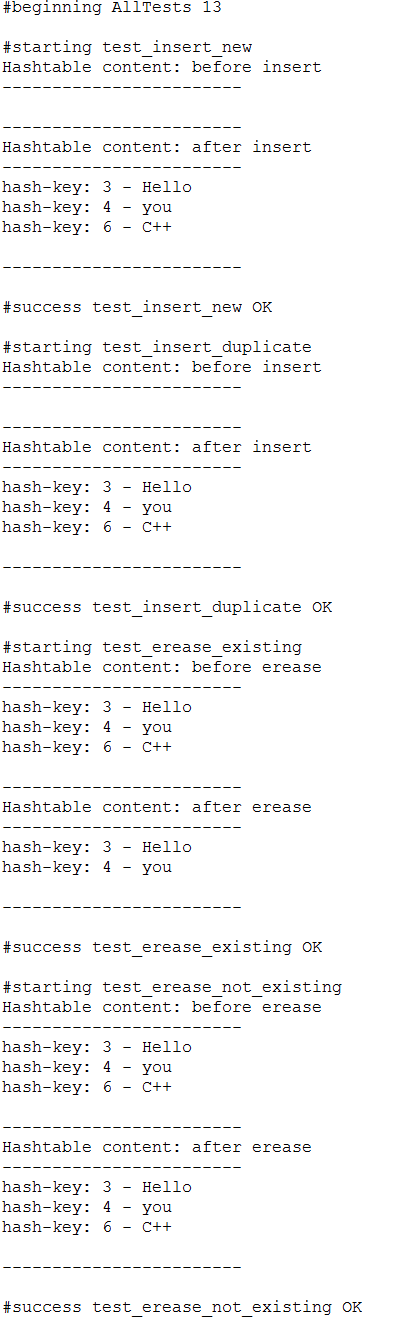 #beginning AllTests 13
#starting test_insert_new
Hashtable content: before insert
------------------------
------------------------
Hashtable content: after insert
------------------------
hash-key: 3 - Hello
hash-key: 4 - you
hash-key: 6 - C++
------------------------
#success test_insert_new OK
#starting test_insert_duplicate
Hashtable content: before insert
------------------------
------------------------
Hashtable content: after insert
------------------------
hash-key: 3 - Hello
hash-key: 4 - you
hash-key: 6 - C++
------------------------
#success test_insert_duplicate OK
#starting test_erease_existing
Hashtable content: before erease
------------------------
hash-key: 3 - Hello
hash-key: 4 - you
hash-key: 6 - C++
------------------------
Hashtable content: after erease
------------------------
hash-key: 3 - Hello
hash-key: 4 - you
------------------------
#success test_erease_existing OK
#starting test_erease_not_existing
Hashtable content: before erease
------------------------
hash-key: 3 - Hello
hash-key: 4 - you
hash-key: 6 - C++
------------------------
Hashtable content: after erease
------------------------
hash-key: 3 - Hello
hash-key: 4 - you
hash-key: 6 - C++
------------------------
#success test_erease_not_existing OK